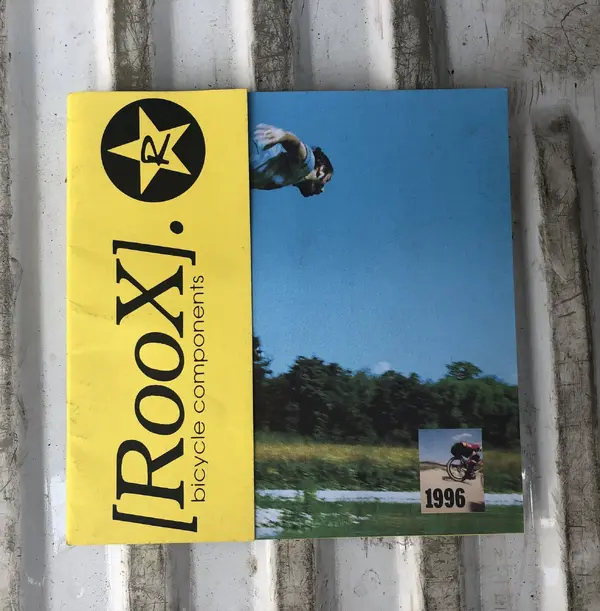 R
[RooX].
bicycle components
1996